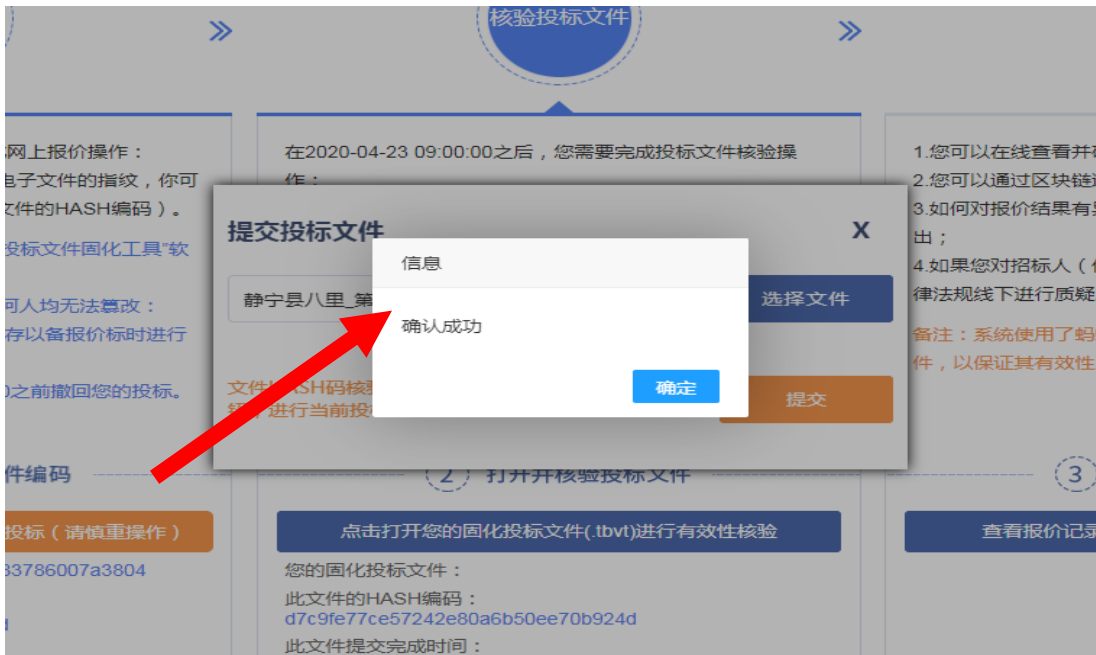 核验投标文件
网上报价操作：
电子文件的指纹，你可
文件的HASH编码）。
投标文件固化工具"软
可人均无法篡改：
存以备报价标时进行
0之前撤回您的投标。
件编码
投标（请慎重操作）
33786007a3804
在2020-04-23 09:00:00之后，您需要完成投标文件核验操
作：
提交投标文件
X
静宁县八里_第
选择文件
信息
确认成功
确定
文件HASH码核
进行当前投
提交
2 打开并核验投标文件
点击打开您的固化投标文件(.tbvt)进行有效性核验
您的固化投标文件：
此文件的HASH编码：
d7c9fe77ce57242e80a6b50ee70b924d
此文件提交完成时间：
1.您可以在线查看并
2.您可以通过区块链
3.如何对报价结果有
出；
4.如果您对招标人（
律法规线下进行质疑
备注：系统使用了蚂
件，以保证其有效性
3
查看报价记录